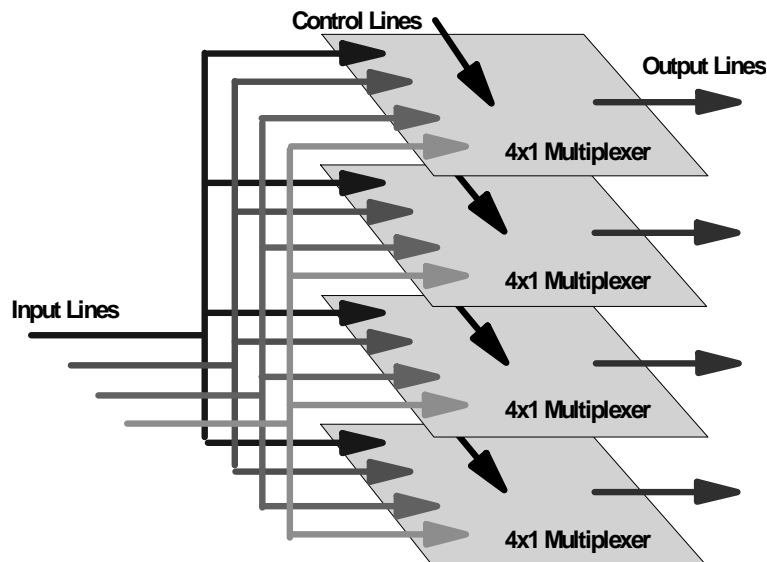 Control Lines
Output Lines
4x1 Multiplexer
4x1 Multiplexer
Input Lines
4x1 Multiplexer
4x1 Multiplexer